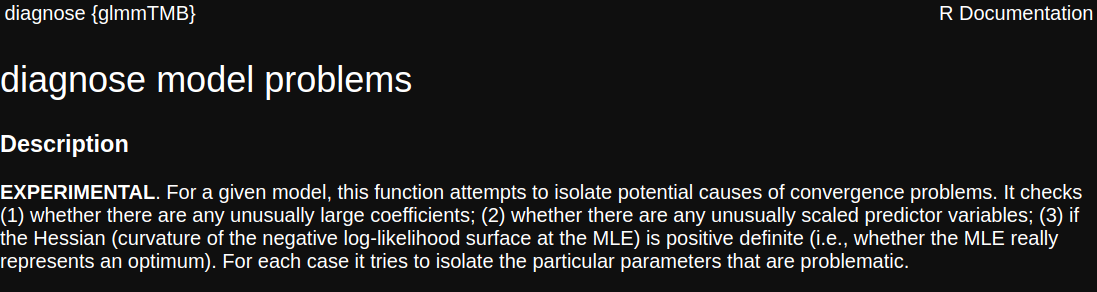 diagnose {glmmTMB} R Documentation
diagnose model problems
Description
EXPERIMENTAL. For a given model, this function attempts to isolate potential causes of convergence problems. It checks
(1) whether there are any unusually large coefficients; (2) whether there are any unusually scaled predictor variables; (3) if
the Hessian (curvature of the negative log-likelihood surface at the MLE) is positive definite (i.e., whether the MLE really
represents an optimum). For each case it tries to isolate the particular parameters that are problematic.